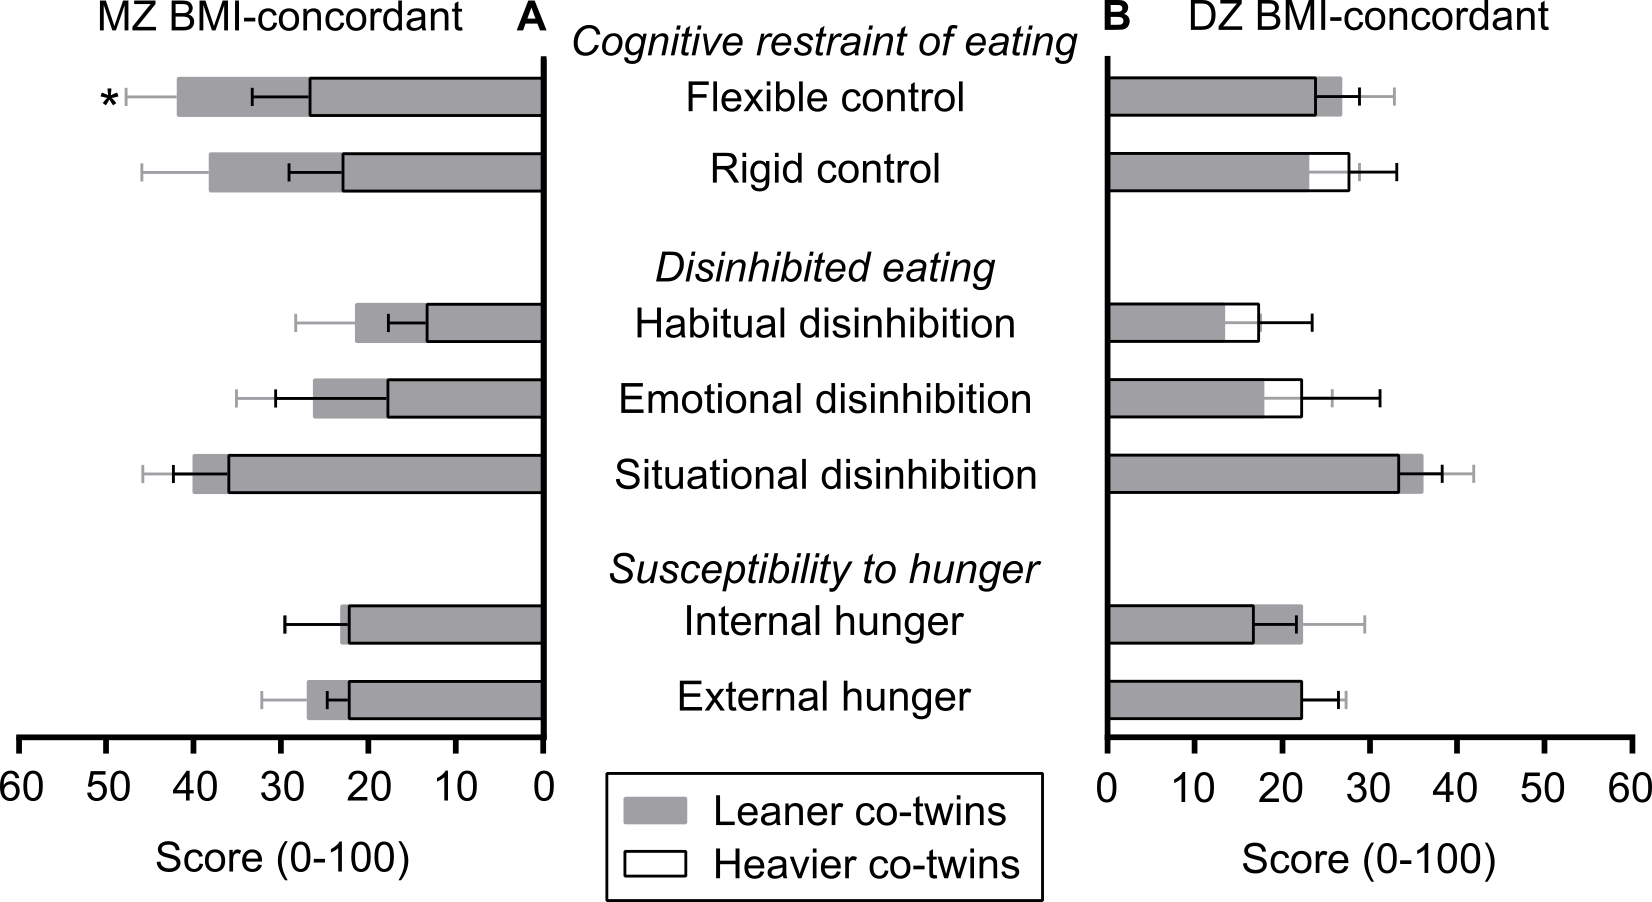 MZ BMI-concordant
A
Cognitive restraint of eating
B
DZ BMI-concordant
*
Flexible control
Rigid control
Disinhibited eating
Habitual disinhibition
Emotional disinhibition
Situational disinhibition
Susceptibility to hunger
Internal hunger
External hunger
60 50 40 30 20 10 0
0 10 20 30 40 50 60
Score (0-100)
Leaner co-twins
Heavier co-twins
Score (0-100)